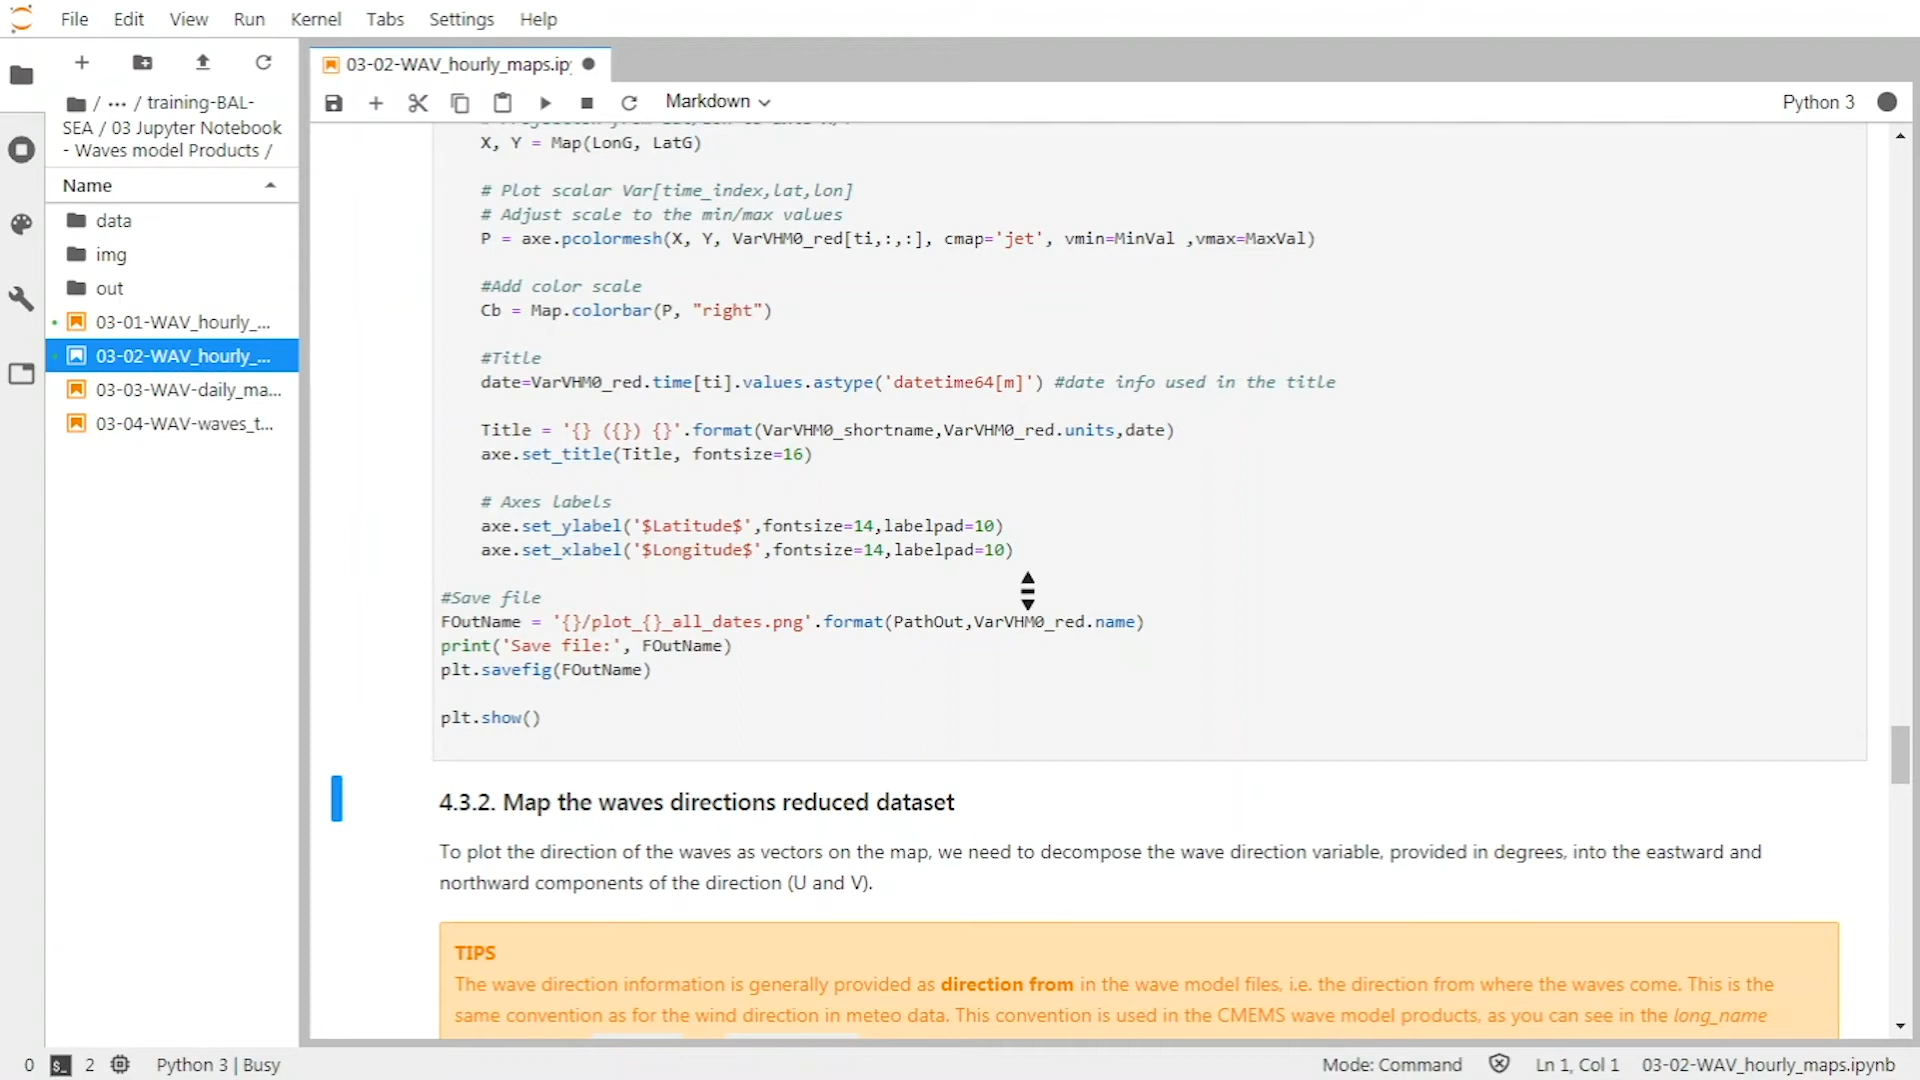 File Edit View Run Kernel Tabs Settings Help
03-02-WAV_hourly_maps.ip
/ ··· / training-BAL-
SEA / 03 Jupyter Notebook
- Waves model Products /
Markdown
Python 3
Name
data
img
out
03-01-WAV_hourly_...
03-02-WAV_hourly_...
03-03-WAV-daily_ma...
03-04-WAV-waves_t...
X, Y = Map(LonG, LatG)
# Plot scalar Var[time_index,lat,lon]
# Adjust scale to the min/max values
P = axe.pcolormesh(X, Y, VarVHM0_red[ti,:,:], cmap='jet', vmin=MinVal ,vmax=MaxVal)
#Add color scale
Cb = Map.colorbar(P, "right")
#Title
date=VarVHM0_red.time[ti].values.astype('datetime64[m]') #date info used in the title
Title = '{} ({}) {}'.format(VarVHM0_shortname,VarVHM0_red.units,date)
axe.set_title(Title, fontsize=16)
# Axes labels
axe.set_ylabel('$Latitude$',fontsize=14,labelpad=10)
axe.set_xlabel('$Longitude$',fontsize=14,labelpad=10)
#Save file
FOutName = '{}/plot_{}_all_dates.png'.format(PathOut,VarVHM0_red.name)
print('Save file:', FOutName)
plt.savefig(FOutName)
plt.show()
4.3.2. Map the waves directions reduced dataset
To plot the direction of the waves as vectors on the map, we need to decompose the wave direction variable, provided in degrees, into the eastward and
northward components of the direction (U and V).
TIPS
The wave direction information is generally provided as direction from in the wave model files, i.e. the direction from where the waves come. This is the
same convention as for the wind direction in meteo data. This convention is used in the CMEMS wave model products, as you can see in the long_name
0 2 Python 3 | Busy
Mode: Command Ln 1, Col 1 03-02-WAV_hourly_maps.ipynb